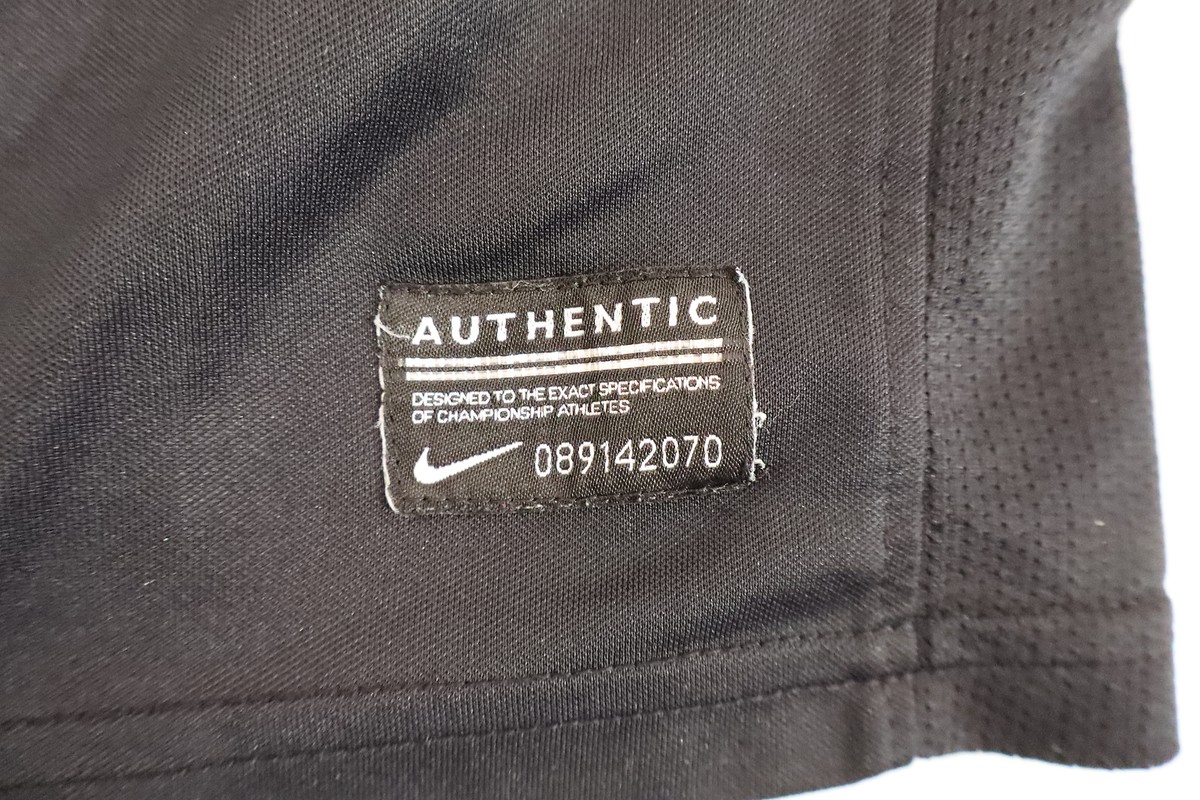 AUTHENTIC
DESIGNED TO THE EXACT SPECIFICATIONS
OF CHAMPIONSHIP ATHLETES
089142070